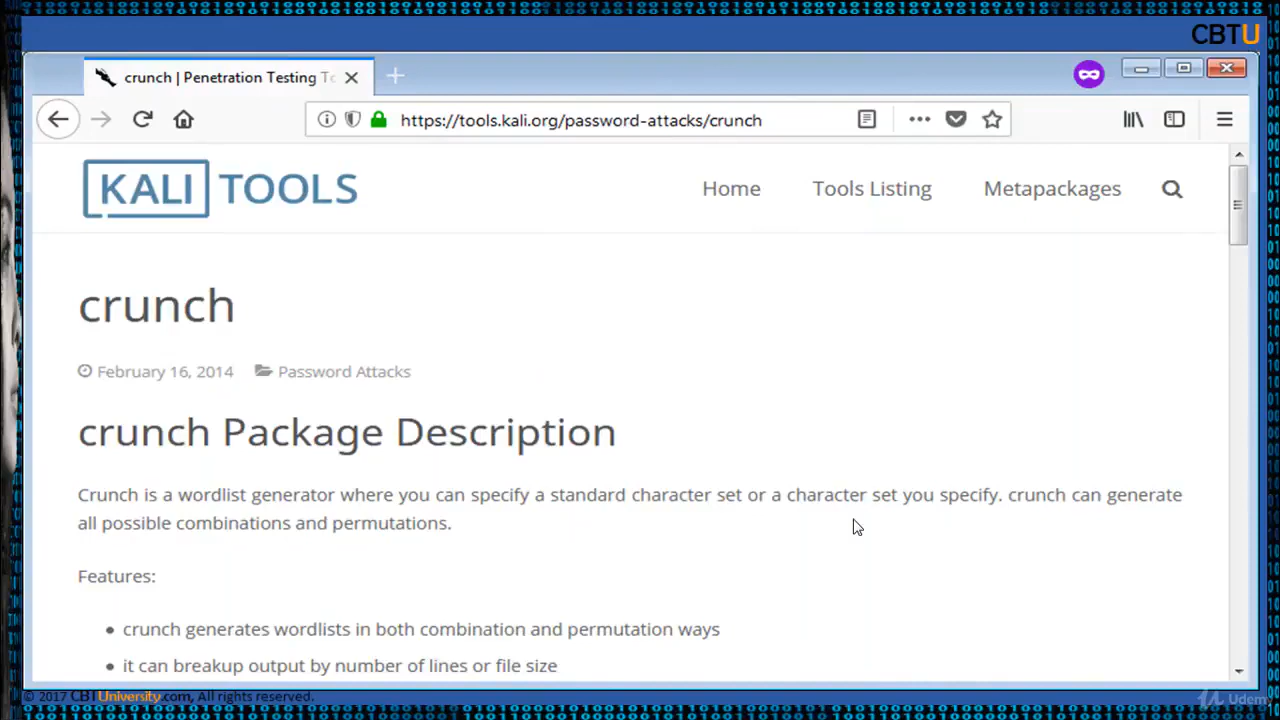 CBTU
crunch | Penetration Testing To
https://tools.kali.org/password-attacks/crunch
KALI TOOLS
Home Tools Listing Metapackages
crunch
February 16, 2014 Password Attacks
crunch Package Description
Crunch is a wordlist generator where you can specify a standard character set or a character set you specify. crunch can generate
all possible combinations and permutations.
Features:
• crunch generates wordlists in both combination and permutation ways
• it can breakup output by number of lines or file size
© 2017 CBTUniversity.com, All rights reserved.
Udemy